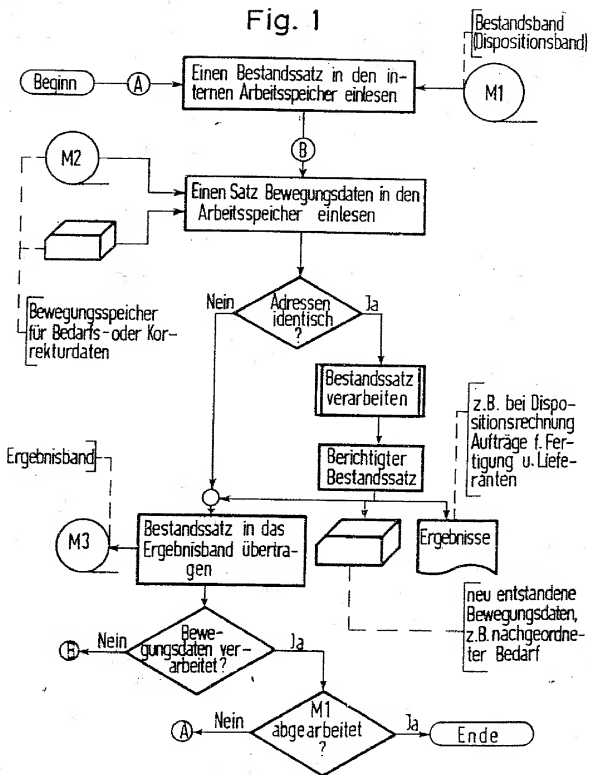 Fig. 1
Bestandsband
(Dispositionsband)
Beginn
A
Einen Bestandssatz in den in-
ternen Arbeitsspeicher einlesen
M1
B
M2
Einen Satz Bewegungsdaten in den
Arbeitsspeicher einlesen
Bewegungsspeicher
für Bedarfs-oder Kor-
rekturdaten
Nein
Adressen
identisch
?
Ja
Bestandssatz
verarbeiten
z.B. bei Dispo-
sitionsrechnung
Aufträge f. Fer-
tigung u. Liefe-
ranten
Berichtigter
Bestandssatz
Ergebnisband
M3
Bestandssatz in das
Ergebnisband übertra-
gen
Ergebnisse
neu entstandene
Bewegungsdaten,
z.B. nachgeordne-
ter Bedarf
B
Nein
Bewe-
gungsdaten ver-
arbeitet?
Ja
A
Nein
M1
abgearbeitet
?
Ja
Ende